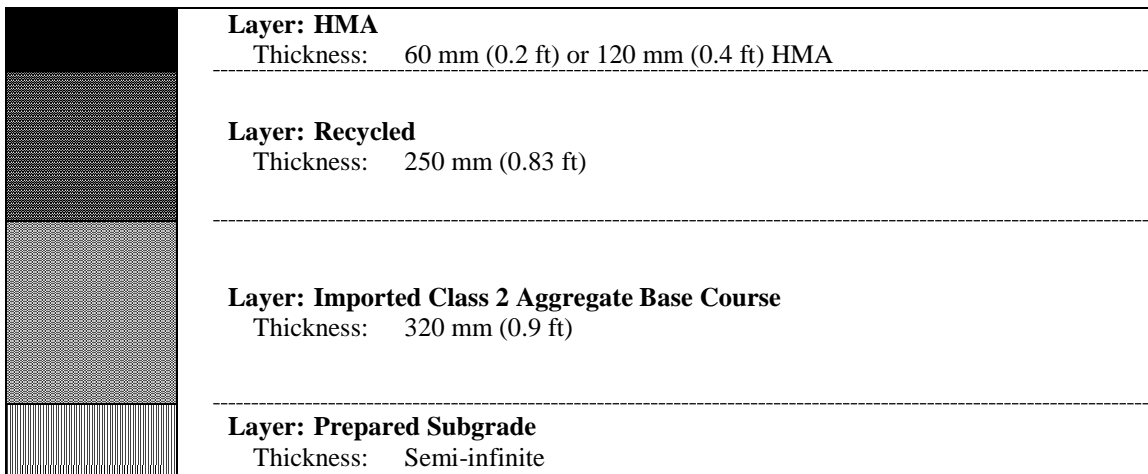 Layer: HMA
Thickness: 60 mm (0.2 ft) or 120 mm (0.4 ft) HMA
Layer: Recycled
Thickness: 250 mm (0.83 ft)
Layer: Imported Class 2 Aggregate Base Course
Thickness: 320 mm (0.9 ft)
Layer: Prepared Subgrade
Thickness: Semi-infinite